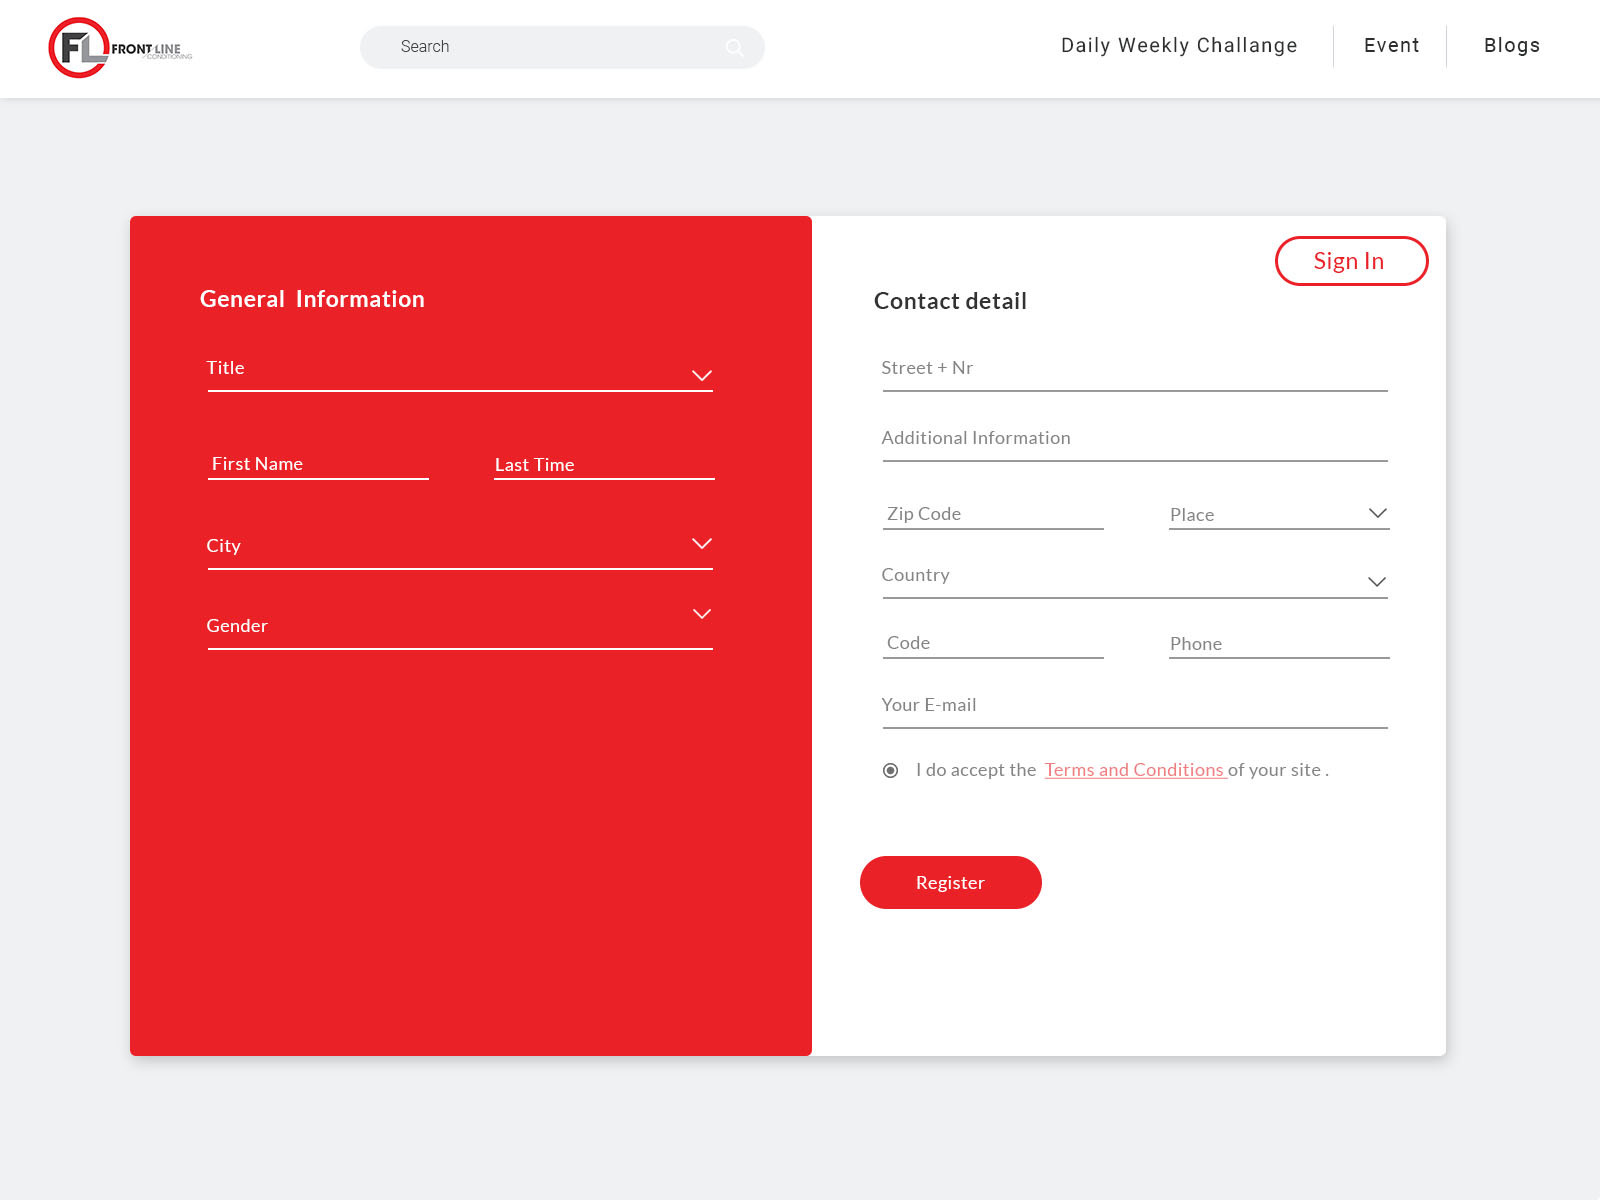 FL FRONT LINE
CONDITIONING
Search
Daily Weekly Challange
Event
Blogs
General Information
Title
First Name
Last Time
City
Gender
Sign In
Contact detail
Street + Nr
Additional Information
Zip Code
Place
Country
Code
Phone
Your E-mail
I do accept the Terms and Conditions of your site .
Register